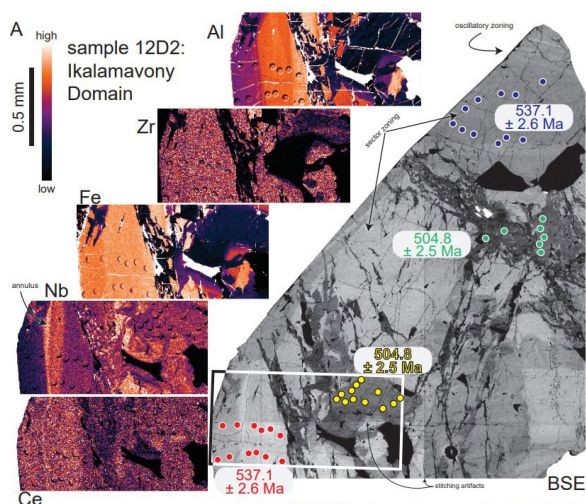 A
high
low
0.5 mm
sample 12D2:
Ikalamavony
Domain
Al
Zr
Fe
annulus
Nb
Ce
oscillatory zoning
sector zoning
537.1
± 2.6 Ma
504.8
± 2.5 Ma
504.8
± 2.5 Ma
537.1
± 2.6 Ma
stitching artifacts
BSE